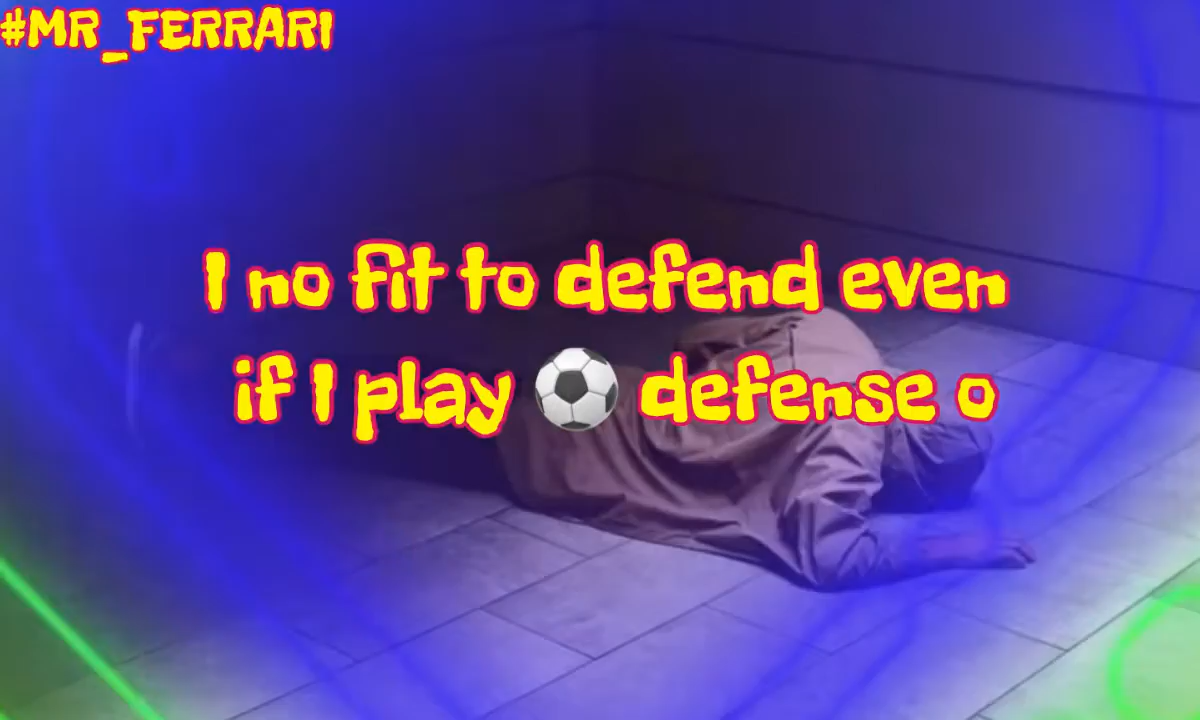 #MR_FERRARI
I no fit to defend even
if I play ⚽ defense o